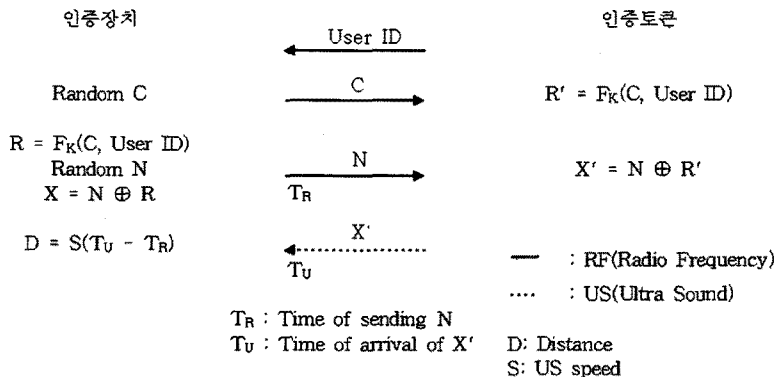 인증장치
인증토큰
User ID
Random C
C
R' = F_K(C, User ID)
R = F_K(C, User ID)
Random N
X = N ⊕ R
N
T_R
X' = N ⊕ R'
D = S(T_U - T_R)
X'
T_U
: RF(Radio Frequency)
: US(Ultra Sound)
T_R : Time of sending N
T_U : Time of arrival of X'
D: Distance
S: US speed